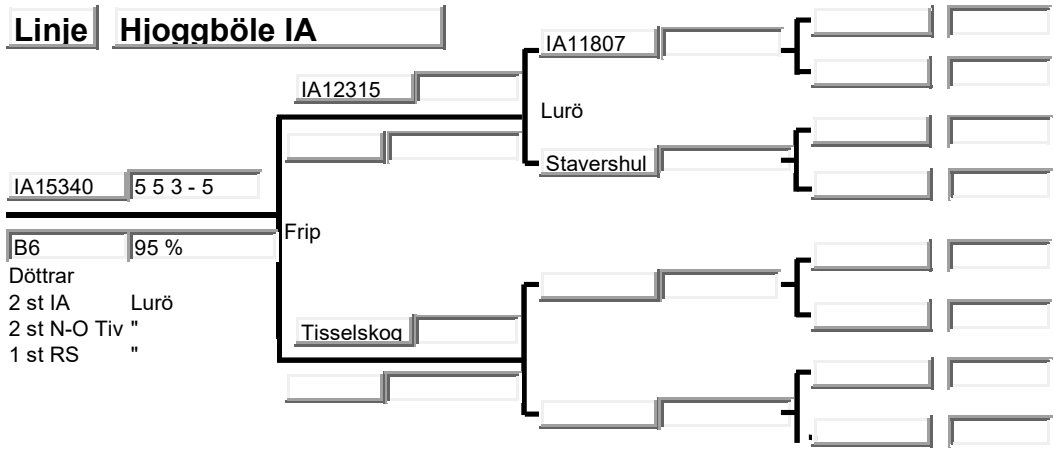 Linje Hjoggböle IA
IA11807
IA12315
Lurö
Stavershul
IA15340 5 5 3 - 5
Frip
B6 95 %
Döttrar
2 st IA Lurö
2 st N-O Tiv "
Tisselskog
1 st RS "